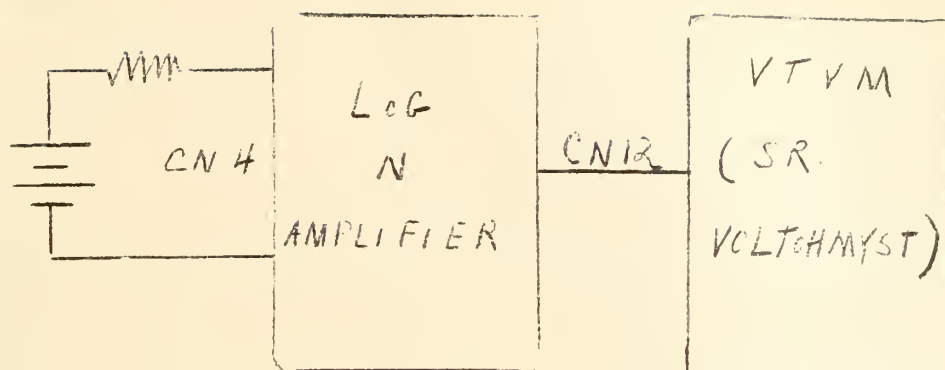 CN 4
LOG
N
AMPLIFIER
CN12
VTVM
(SR.
VOLTOHMYST)